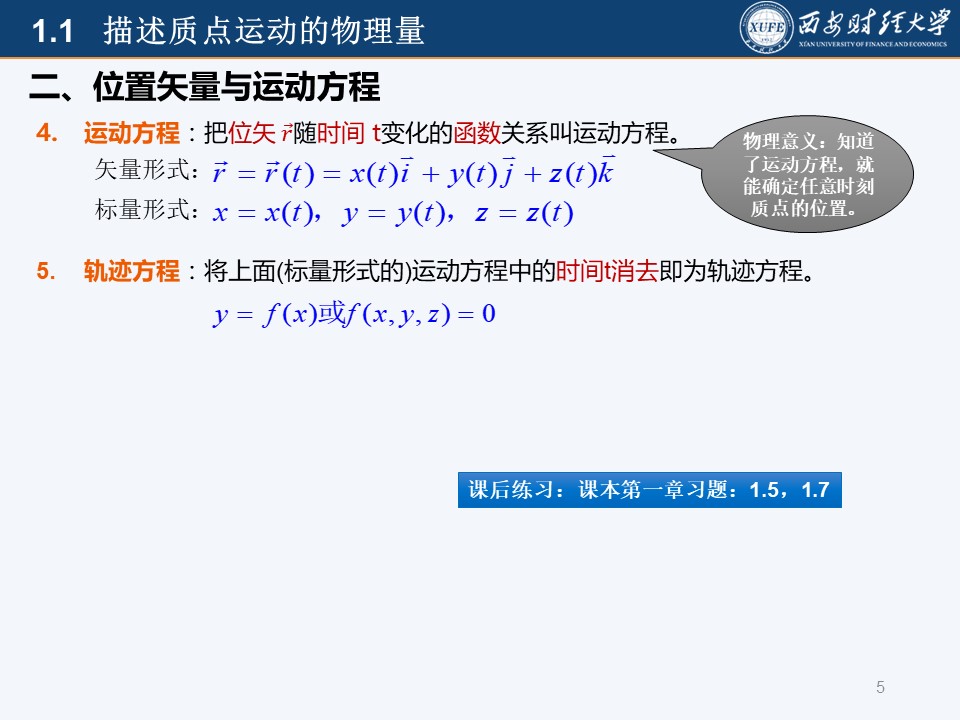 1.1 描述质点运动的物理量
XUFE
西安财经大学
XI'AN UNIVERSITY OF FINANCE AND ECONOMICS
二、位置矢量与运动方程
4. 运动方程：把位矢 r⃗ 随时间 t变化的函数关系叫运动方程。
矢量形式： r⃗ = r⃗ (t) = x(t)i⃗ + y(t) j⃗ + z(t)k⃗
标量形式： x = x(t)，y = y(t)，z = z(t)
物理意义：知道
了运动方程，就
能确定任意时刻
质点的位置。
5. 轨迹方程：将上面(标量形式的)运动方程中的时间t消去即为轨迹方程。
y = f (x)或f (x, y, z) = 0
课后练习：课本第一章习题：1.5，1.7
5